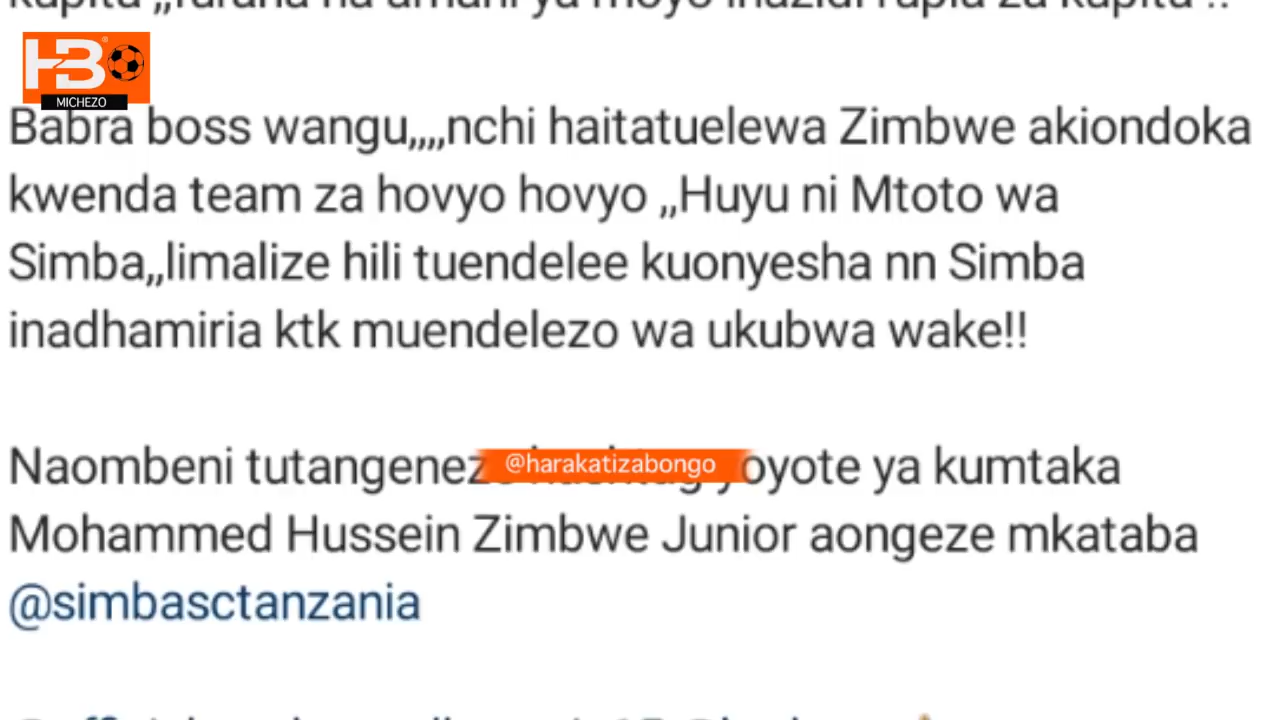 HB
MICHEZO
Babra boss wangu,,,,nchi haitatuelewa Zimbwe akiondoka
kwenda team za hovyo hovyo ,,Huyu ni Mtoto wa
Simba,,limalize hili tuendelee kuonyesha nn Simba
inadhamiria ktk muendelezo wa ukubwa wake!!
Naombeni @harakatizabongo yoyote ya kumtaka
Mohammed Hussein Zimbwe Junior aongeze mkataba
@simbasctanzania